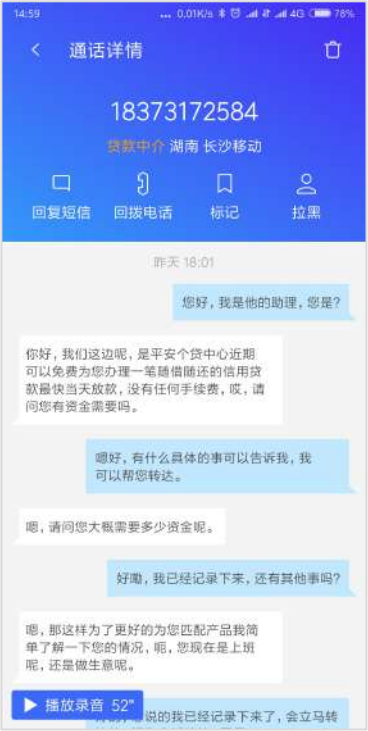 14:59 ... 0.01K/s 4G 78%
通话详情
18373172584
贷款中介 湖南 长沙移动
回复短信 回拨电话 标记 拉黑
昨天 18:01
您好，我是他的助理，您是?
你好，我们这边呢，是平安个贷中心近期
可以免费为您办理一笔随借随还的信用贷
款最快当天放款，没有任何手续费，哎，请
问您有资金需要吗。
嗯好，有什么具体的事可以告诉我，我
可以帮您转达。
嗯，请问您大概需要多少资金呢。
好嘞，我已经记录下来，还有其他事吗?
嗯，那这样为了更好的为您匹配产品我简
单了解一下您的情况，呃，您现在是上班
呢，还是做生意呢。
说的我已经记录下来了，会立马转
播放录音 52"